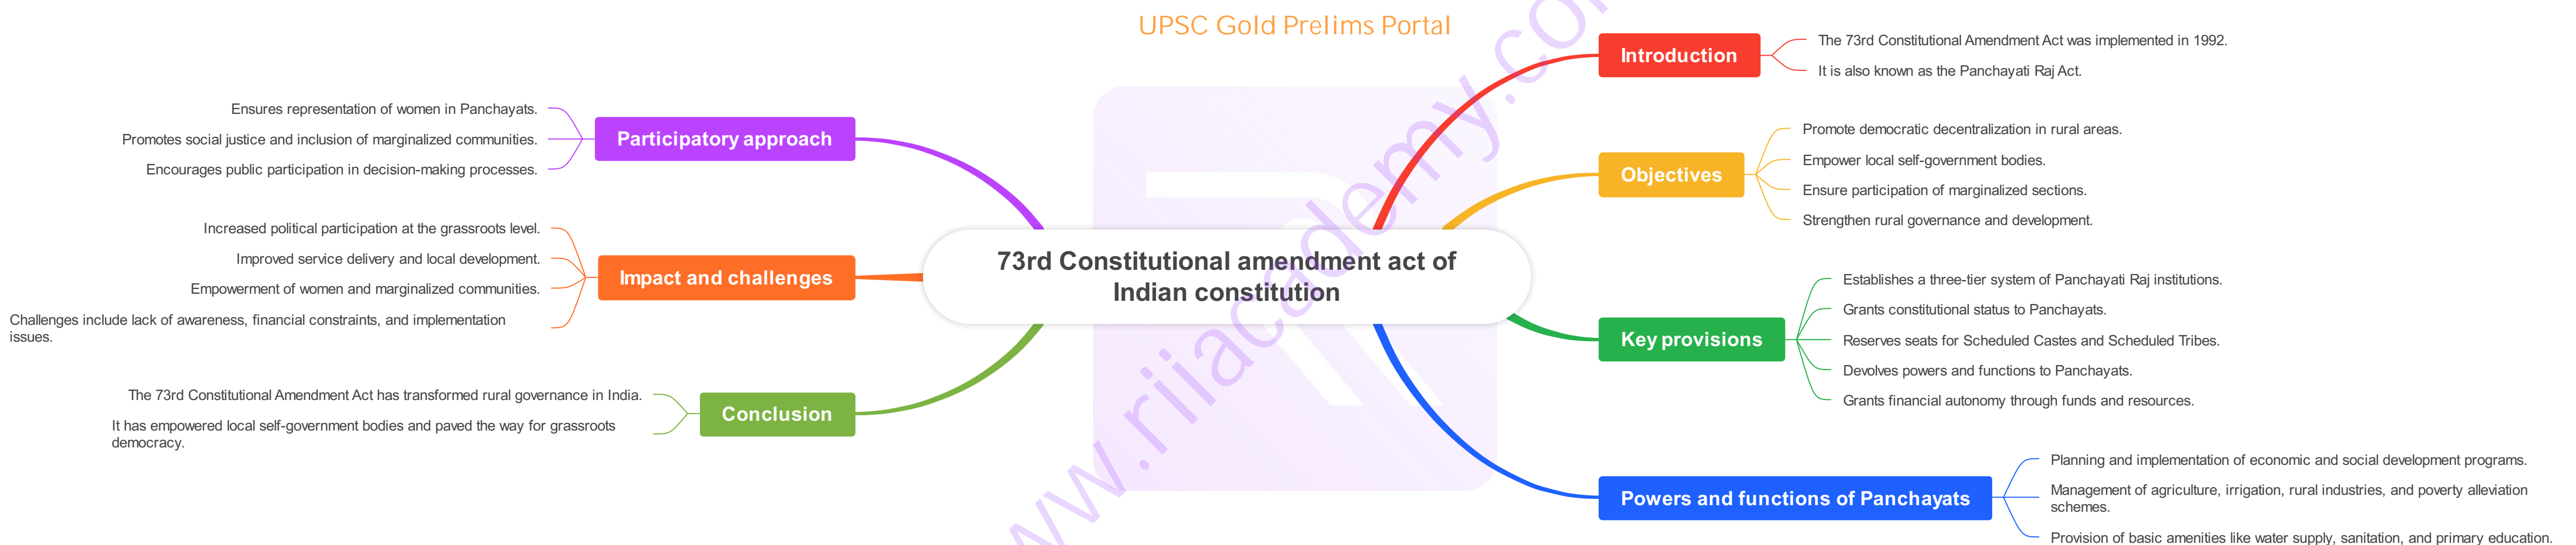 UPSC Gold Prelims Portal
73rd Constitutional amendment act of
Indian constitution
Introduction
The 73rd Constitutional Amendment Act was implemented in 1992.
It is also known as the Panchayati Raj Act.
Objectives
Promote democratic decentralization in rural areas.
Empower local self-government bodies.
Ensure participation of marginalized sections.
Strengthen rural governance and development.
Key provisions
Establishes a three-tier system of Panchayati Raj institutions.
Grants constitutional status to Panchayats.
Reserves seats for Scheduled Castes and Scheduled Tribes.
Devolves powers and functions to Panchayats.
Grants financial autonomy through funds and resources.
Powers and functions of Panchayats
Planning and implementation of economic and social development programs.
Management of agriculture, irrigation, rural industries, and poverty alleviation
schemes.
Provision of basic amenities like water supply, sanitation, and primary education.
Participatory approach
Ensures representation of women in Panchayats.
Promotes social justice and inclusion of marginalized communities.
Encourages public participation in decision-making processes.
Impact and challenges
Increased political participation at the grassroots level.
Improved service delivery and local development.
Empowerment of women and marginalized communities.
Challenges include lack of awareness, financial constraints, and implementation
issues.
Conclusion
The 73rd Constitutional Amendment Act has transformed rural governance in India.
It has empowered local self-government bodies and paved the way for grassroots
democracy.